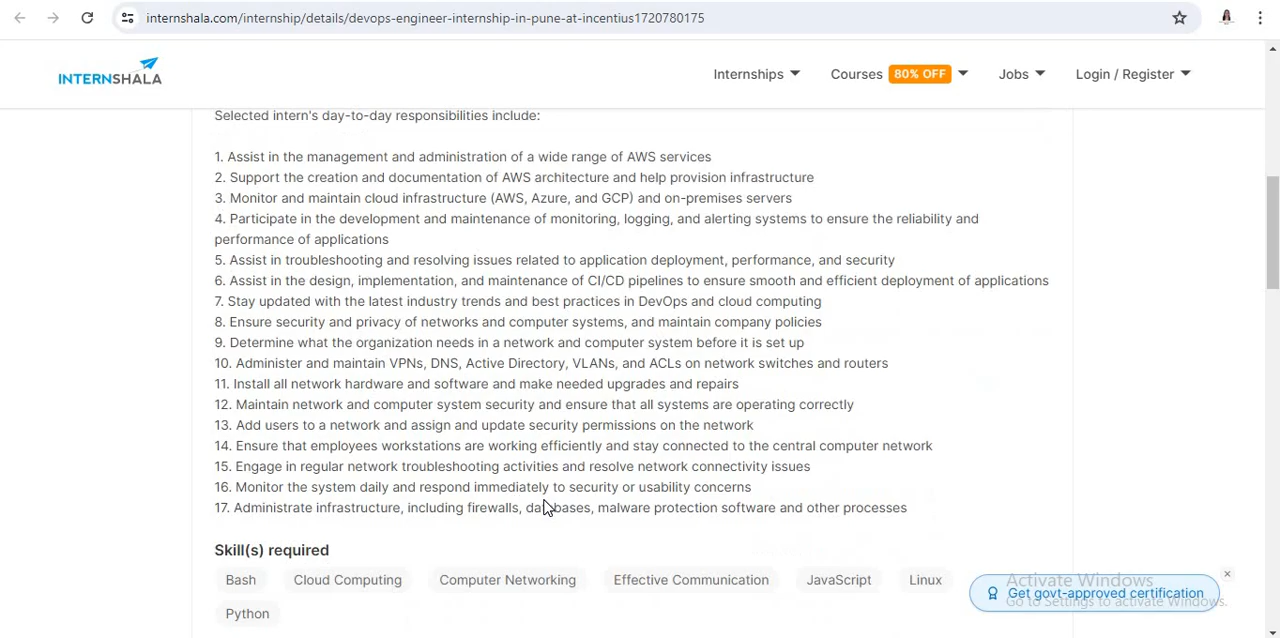 internshala.com/internship/details/devops-engineer-internship-in-pune-at-incentius1720780175
INTERNSHALA
Internships Courses 80% OFF Jobs Login / Register
Selected intern's day-to-day responsibilities include:
1. Assist in the management and administration of a wide range of AWS services
2. Support the creation and documentation of AWS architecture and help provision infrastructure
3. Monitor and maintain cloud infrastructure (AWS, Azure, and GCP) and on-premises servers
4. Participate in the development and maintenance of monitoring, logging, and alerting systems to ensure the reliability and
performance of applications
5. Assist in troubleshooting and resolving issues related to application deployment, performance, and security
6. Assist in the design, implementation, and maintenance of CI/CD pipelines to ensure smooth and efficient deployment of applications
7. Stay updated with the latest industry trends and best practices in DevOps and cloud computing
8. Ensure security and privacy of networks and computer systems, and maintain company policies
9. Determine what the organization needs in a network and computer system before it is set up
10. Administer and maintain VPNs, DNS, Active Directory, VLANs, and ACLs on network switches and routers
11. Install all network hardware and software and make needed upgrades and repairs
12. Maintain network and computer system security and ensure that all systems are operating correctly
13. Add users to a network and assign and update security permissions on the network
14. Ensure that employees workstations are working efficiently and stay connected to the central computer network
15. Engage in regular network troubleshooting activities and resolve network connectivity issues
16. Monitor the system daily and respond immediately to security or usability concerns
17. Administrate infrastructure, including firewalls, databases, malware protection software and other processes
Skill(s) required
Bash Cloud Computing Computer Networking Effective Communication JavaScript Linux
Python
Activate Windows
Get govt-approved certification
Go to Settings to activate Windows.